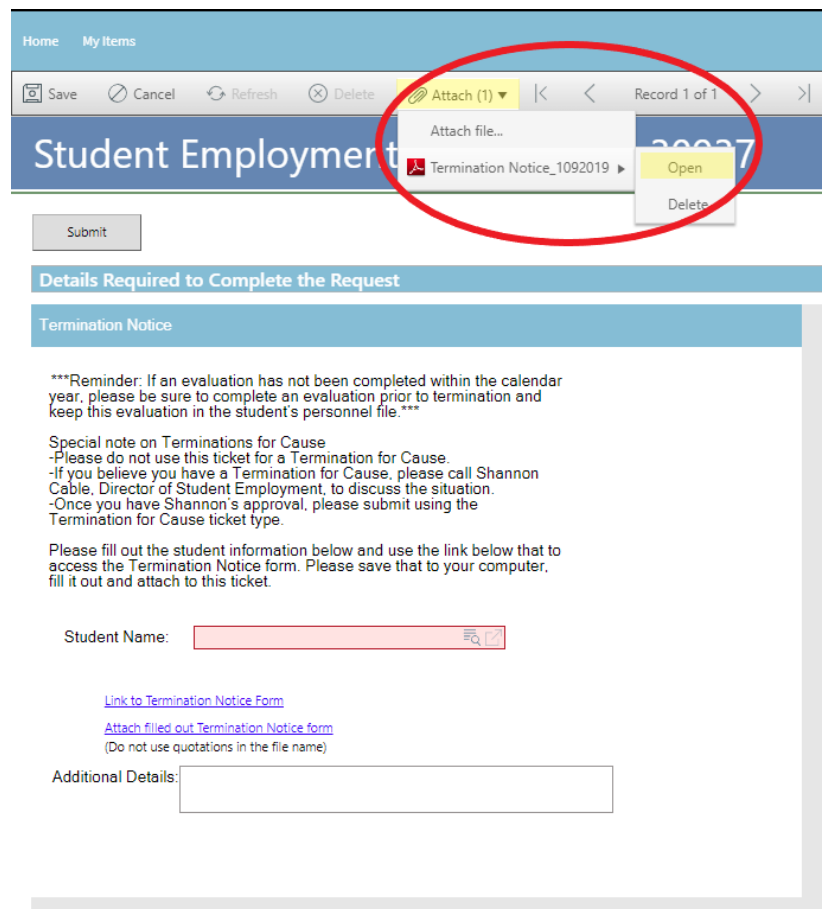 Home My Items
Save Cancel Refresh Delete Attach (1) Record 1 of 1
Attach file...
Student Employment
Termination Notice_1092019
Open
Delete
Submit
Details Required to Complete the Request
Termination Notice
***Reminder: If an evaluation has not been completed within the calendar
year, please be sure to complete an evaluation prior to termination and
keep this evaluation in the student's personnel file.***
Special note on Terminations for Cause
-Please do not use this ticket for a Termination for Cause.
-If you believe you have a Termination for Cause, please call Shannon
Cable, Director of Student Employment, to discuss the situation.
-Once you have Shannon's approval, please submit using the
Termination for Cause ticket type.
Please fill out the student information below and use the link below that to
access the Termination Notice form. Please save that to your computer,
fill it out and attach to this ticket.
Student Name:
Link to Termination Notice Form
Attach filled out Termination Notice form
(Do not use quotations in the file name)
Additional Details: